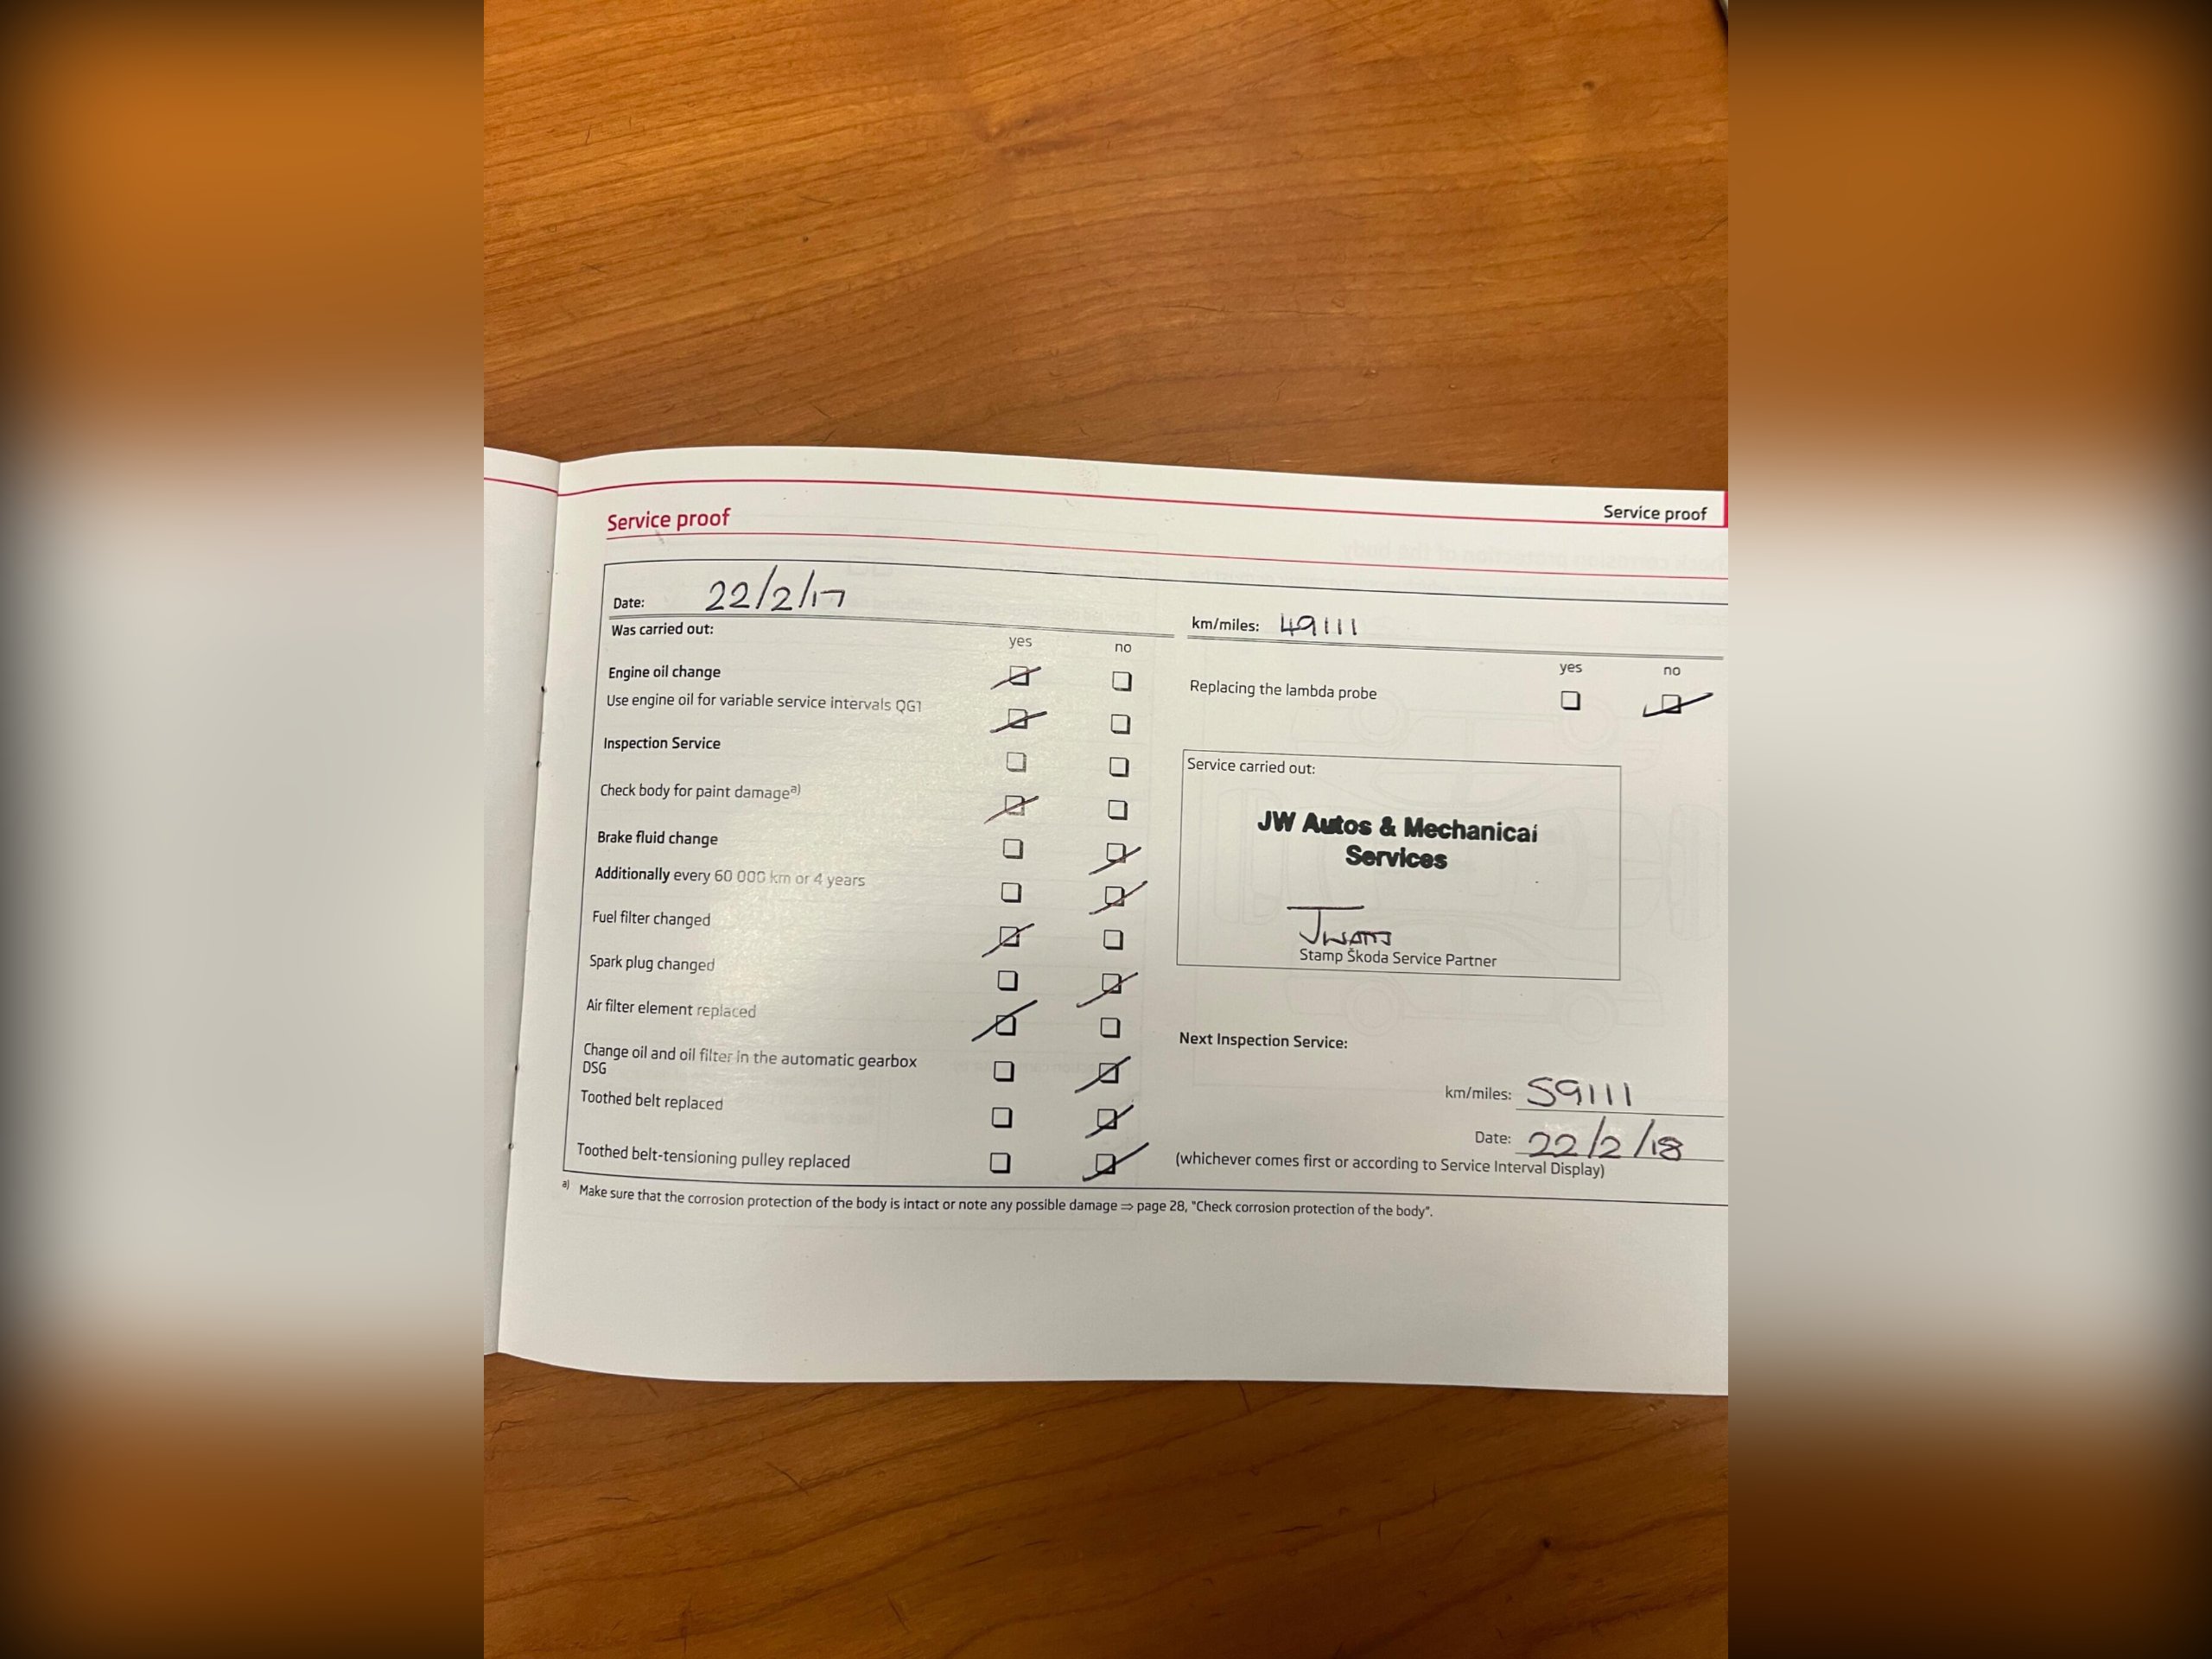 Service proof
Service proof
Date: 22/2/17
km/miles: 49111
Was carried out:
yes no
yes no
Engine oil change
Replacing the lambda probe
Use engine oil for variable service intervals QG1
Inspection Service
Check body for paint damage a)
Brake fluid change
Additionally every 60 000 km or 4 years
Fuel filter changed
Spark plug changed
Air filter element replaced
Change oil and oil filter in the automatic gearbox
DSG
Toothed belt replaced
Toothed belt-tensioning pulley replaced
Service carried out:
JW Autos & Mechanical
Services
Stamp Škoda Service Partner
Next Inspection Service:
km/miles: 59111
Date: 22/2/18
(whichever comes first or according to Service Interval Display)
a) Make sure that the corrosion protection of the body is intact or note any possible damage ⇒ page 28, "Check corrosion protection of the body".